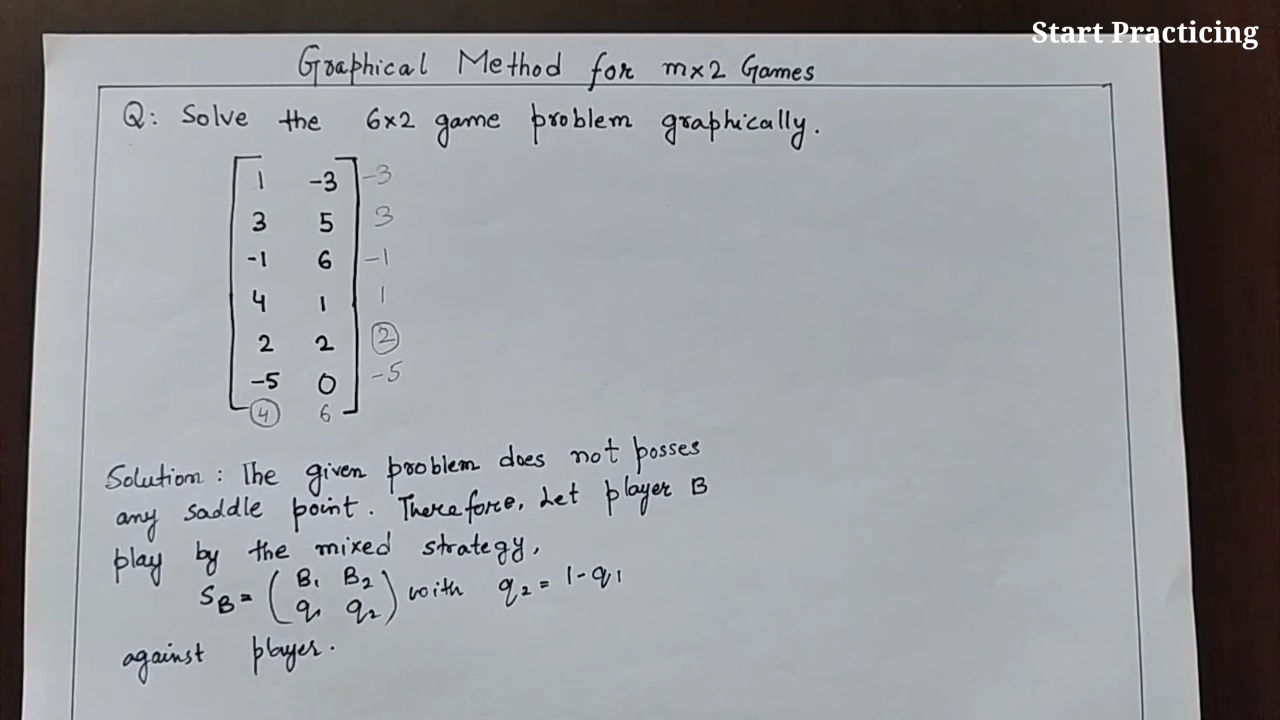 Start Practicing
Graphical Method for m×2 Games
Q: Solve the 6×2 game problem graphically.
1 -3 -3
3 5 3
-1 6 -1
4 1 1
2 2 2
-5 0 -5
4 6
Solution: The given problem does not posses
any saddle point. Therefore, Let player B
play by the mixed strategy,
SB = (B1 B2
q1 q2) with q2 = 1-q1
against player.